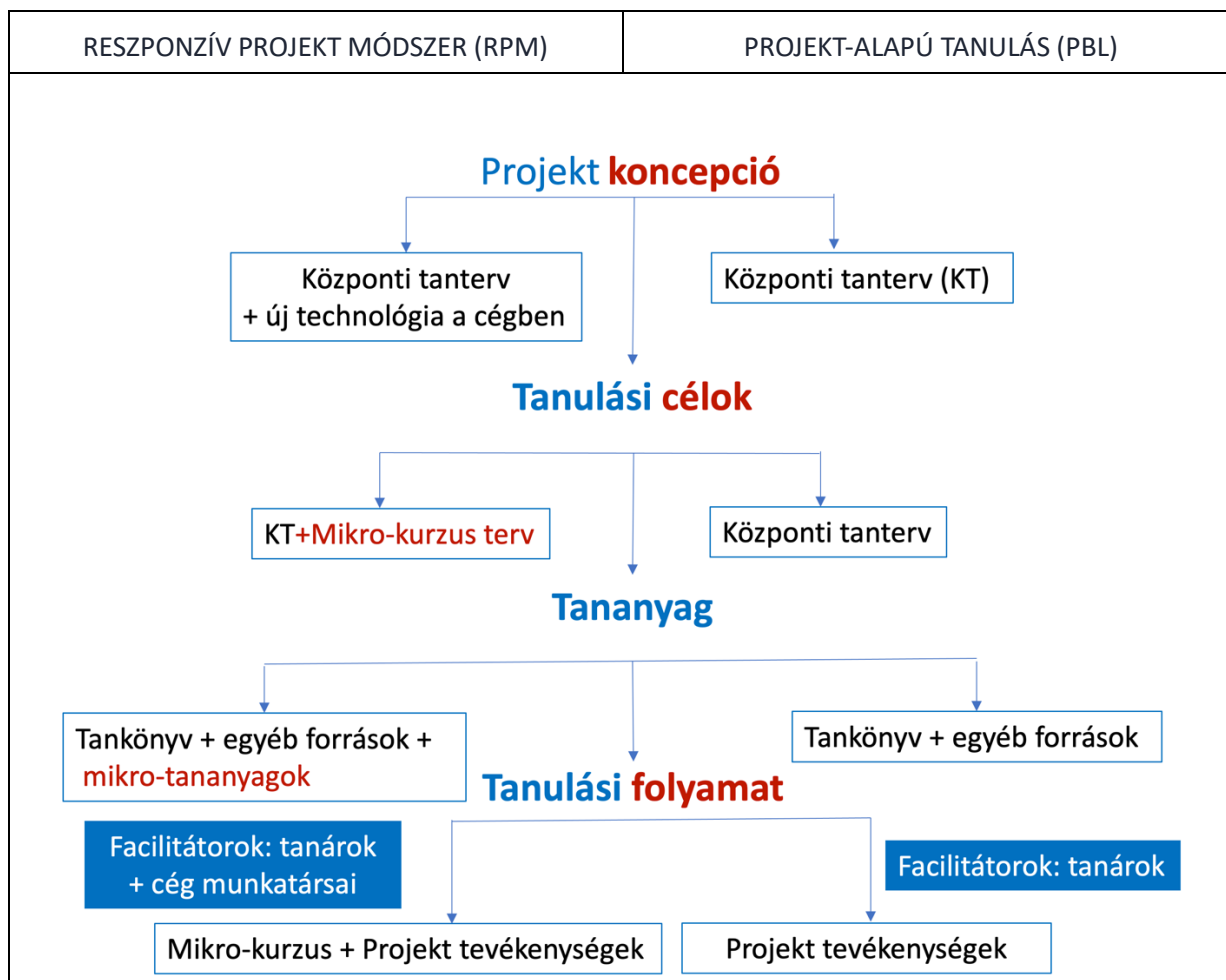 RESZPONZÍV PROJEKT MÓDSZER (RPM)
PROJEKT-ALAPÚ TANULÁS (PBL)
Projekt koncepció
Központi tanterv
+ új technológia a cégben
Központi tanterv (KT)
Tanulási célok
KT+Mikro-kurzus terv
Központi tanterv
Tananyag
Tankönyv + egyéb források +
mikro-tananyagok
Tankönyv + egyéb források
Tanulási folyamat
Facilitátorok: tanárok
+ cég munkatársai
Facilitátorok: tanárok
Mikro-kurzus + Projekt tevékenységek
Projekt tevékenységek